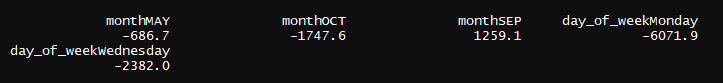 monthMAY monthOCT monthSEP day_of_weekMonday
-686.7 -1747.6 1259.1 -6071.9
day_of_weekWednesday
-2382.0